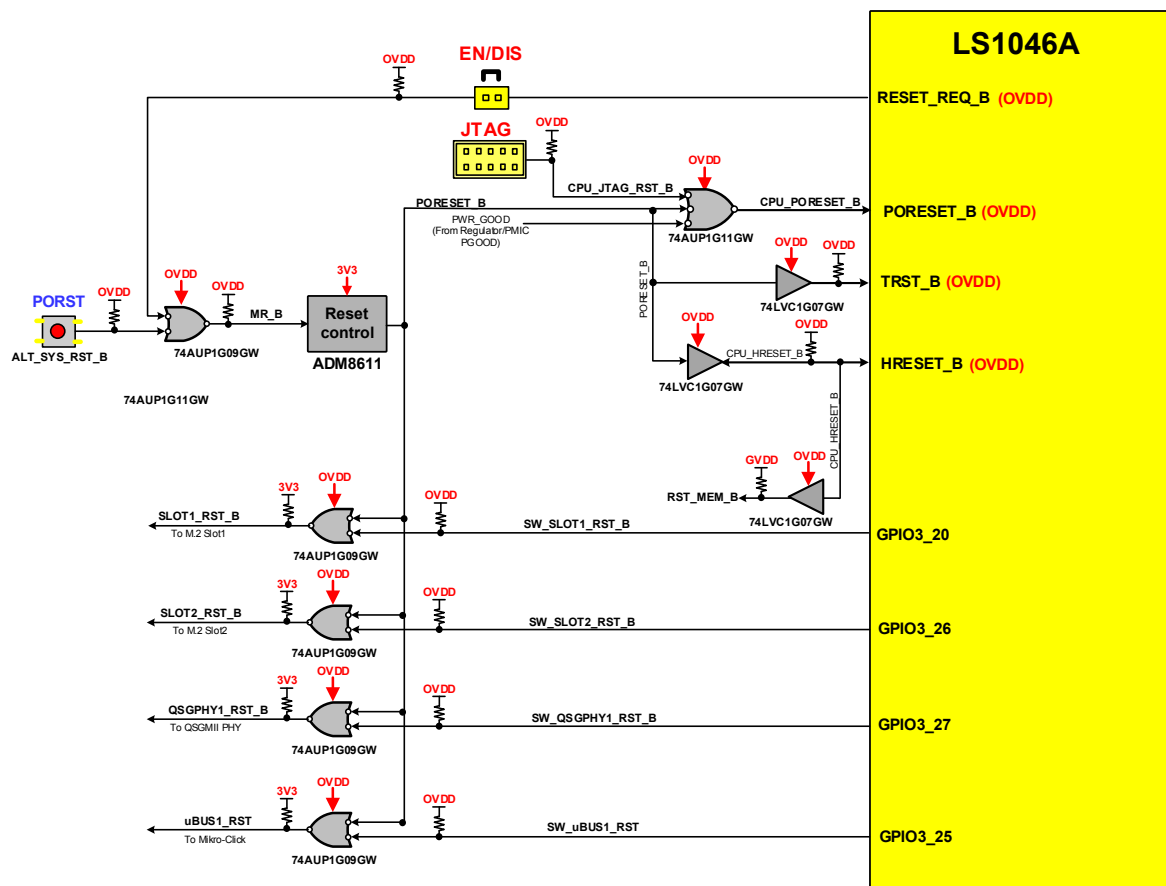 LS1046A
EN/DIS
OVDD
RESET_REQ_B (OVDD)
JTAG
OVDD
OVDD
CPU_JTAG_RST_B
CPU_PORESET_B
PORESET_B
PORESET_B (OVDD)
PWR_GOOD
(From Regulator/PMIC
PGOOD)
74AUP1G11GW
OVDD
OVDD
PORESET_B
TRST_B (OVDD)
74LVC1G07GW
OVDD
OVDD
OVDD
3V3
PORST
MR_B
Reset
control
ALT_SYS_RST_B
74AUP1G09GW
ADM8611
74AUP1G11GW
OVDD
OVDD
CPU_HRESET_B
HRESET_B (OVDD)
74LVC1G07GW
CPU_HRESET_B
GVDD
OVDD
RST_MEM_B
74LVC1G07GW
3V3
OVDD
OVDD
SLOT1_RST_B
To M.2 Slot1
SW_SLOT1_RST_B
GPIO3_20
74AUP1G09GW
3V3
OVDD
OVDD
SLOT2_RST_B
To M.2 Slot2
SW_SLOT2_RST_B
GPIO3_26
74AUP1G09GW
3V3
OVDD
OVDD
QSGPHY1_RST_B
To QSGMII PHY
SW_QSGPHY1_RST_B
GPIO3_27
74AUP1G09GW
3V3
OVDD
OVDD
uBUS1_RST
To Mikro-Click
SW_uBUS1_RST
GPIO3_25
74AUP1G09GW